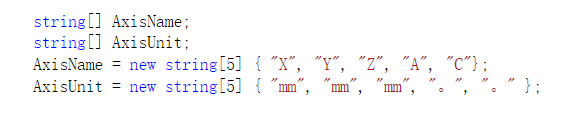 string[] AxisName;
string[] AxisUnit;
AxisName = new string[5] { "X", "Y", "Z", "A", "C"};
AxisUnit = new string[5] { "mm", "mm", "mm", "。", "。" };